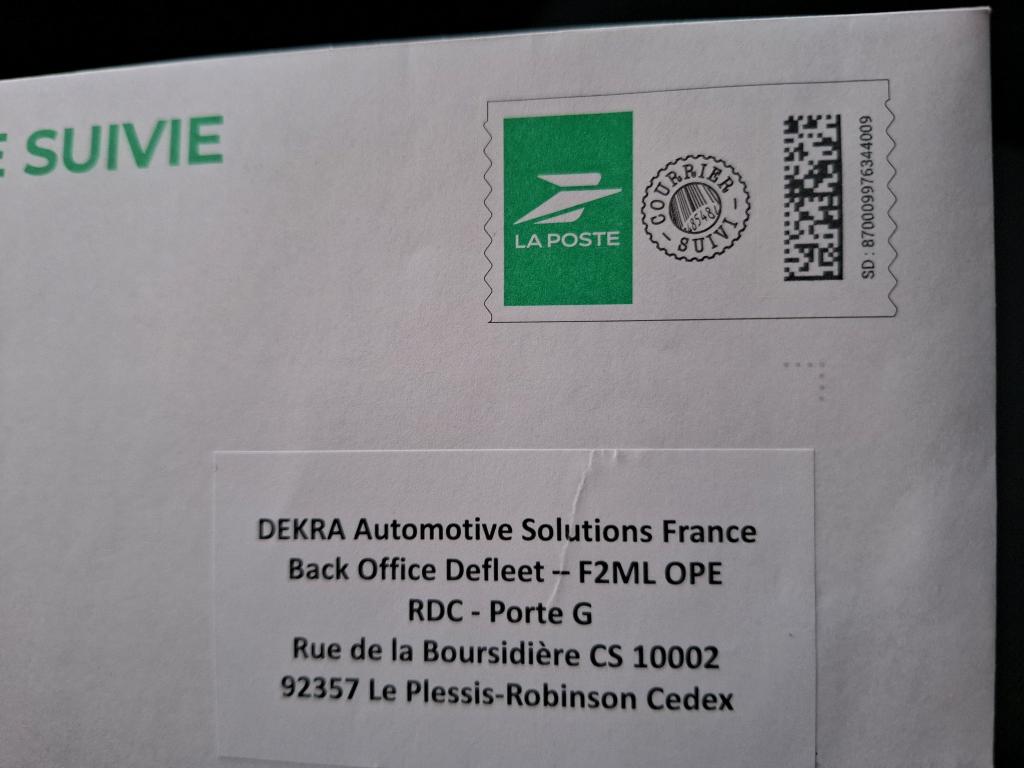 E SUIVIE
LA POSTE
COURRIER
SUIVI
SD : 870009976344009
DEKRA Automotive Solutions France
Back Office Defleet – F2ML OPE
RDC - Porte G
Rue de la Boursidière CS 10002
92357 Le Plessis-Robinson Cedex